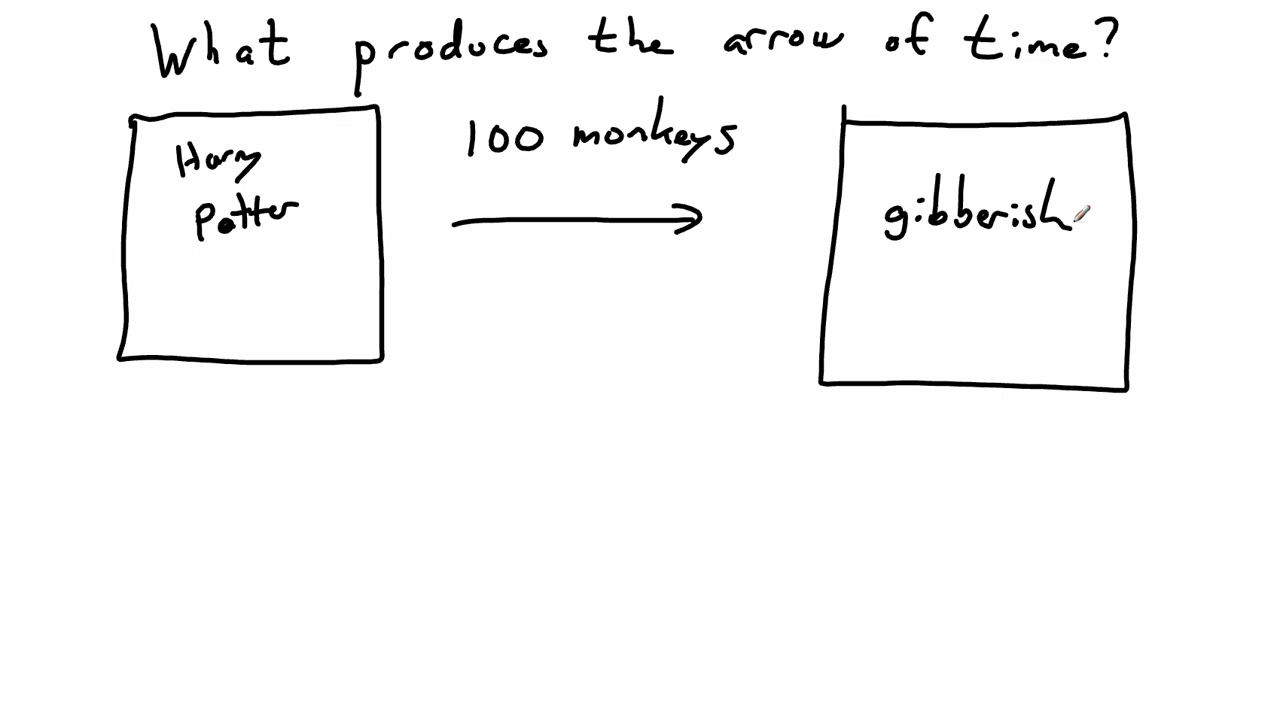 What produces the arrow of time?
Harry
Potter
100 monkeys
gibberish